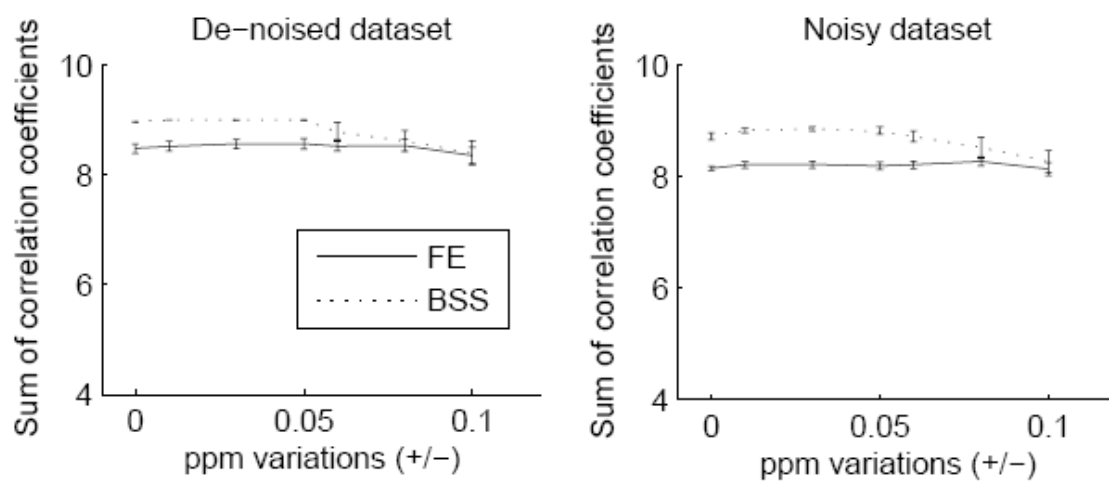 De-noised dataset
Sum of correlation coefficients
10
8
6
4
FE
BSS
0
0.05
0.1
ppm variations (+/-)
Noisy dataset
Sum of correlation coefficients
10
8
6
4
0
0.05
0.1
ppm variations (+/-)